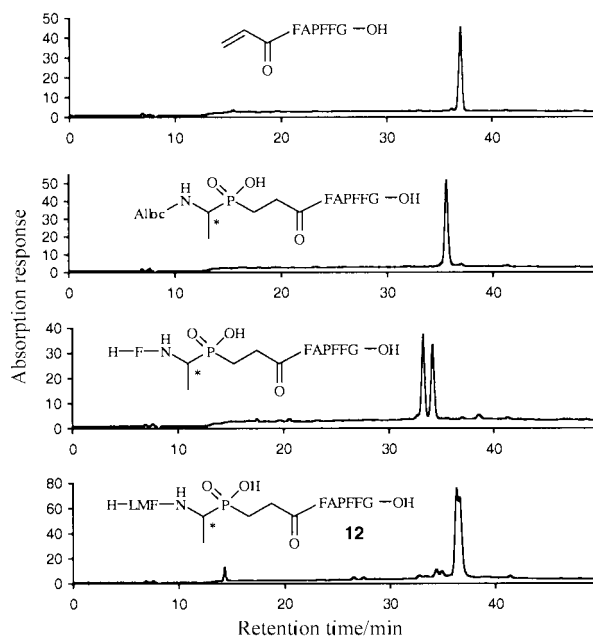 50
40
30
20
10
0
FAPFFG—OH
O
0 10 20 30 40
50
40
30
20
10
0
H
N
Alloc
O
P
OH
*
FAPFFG—OH
O
0 10 20 30 40
Absorption response
40
30
20
10
0
H—F—N
H
O
P
OH
*
FAPFFG—OH
O
0 10 20 30 40
80
60
40
20
0
H—LMF—N
H
O
P
OH
*
FAPFFG—OH
O
12
0 10 20 30 40
Retention time/min